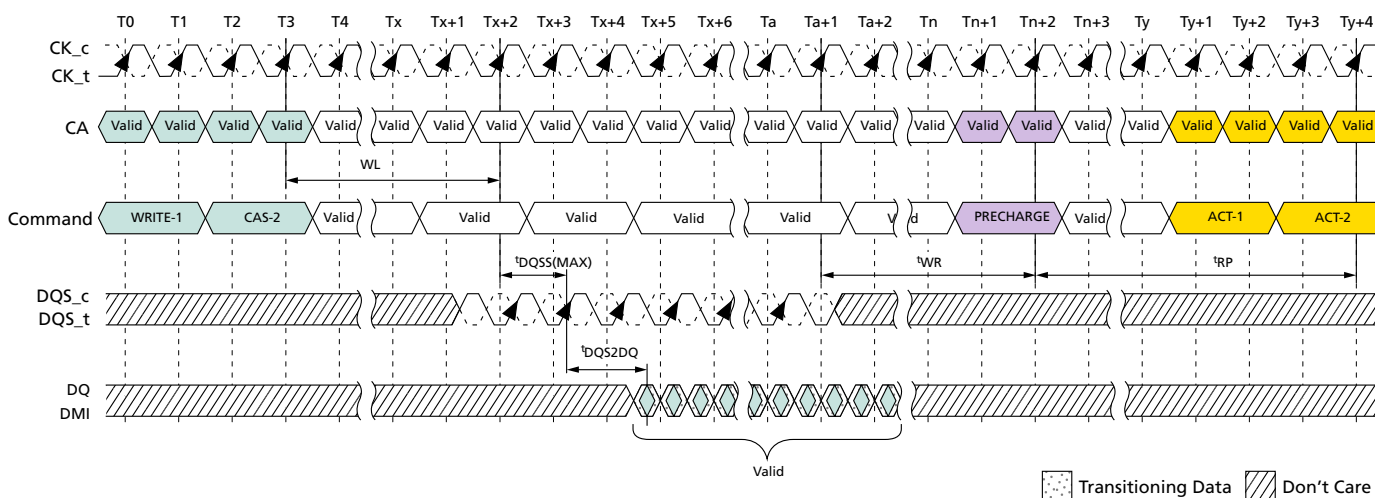 T0 T1 T2 T3 T4 Tx Tx+1 Tx+2 Tx+3 Tx+4 Tx+5 Tx+6 Ta Ta+1 Ta+2 Tn Tn+1 Tn+2 Tn+3 Ty Ty+1 Ty+2 Ty+3 Ty+4
CK_c
CK_t
CA Valid Valid Valid Valid Valid Valid Valid Valid Valid Valid Valid Valid Valid Valid Valid Valid Valid Valid Valid Valid Valid Valid Valid Valid
WL
Command WRITE-1 CAS-2 Valid Valid Valid Valid Valid PRECHARGE Valid ACT-1 ACT-2
tDQSS(MAX) tWR tRP
DQS_c
DQS_t
tDQS2DQ
DQ
DMI
Valid
Transitioning Data Don't Care